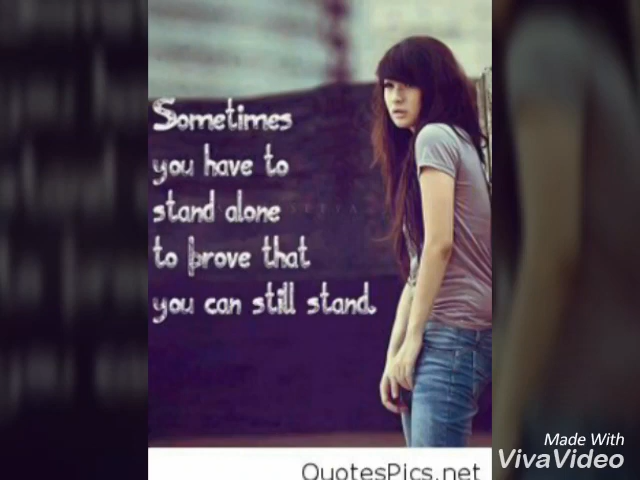 Sometimes
you have to
stand alone
to prove that
you can still stand.
QuotesPics.net
Made With
VivaVideo